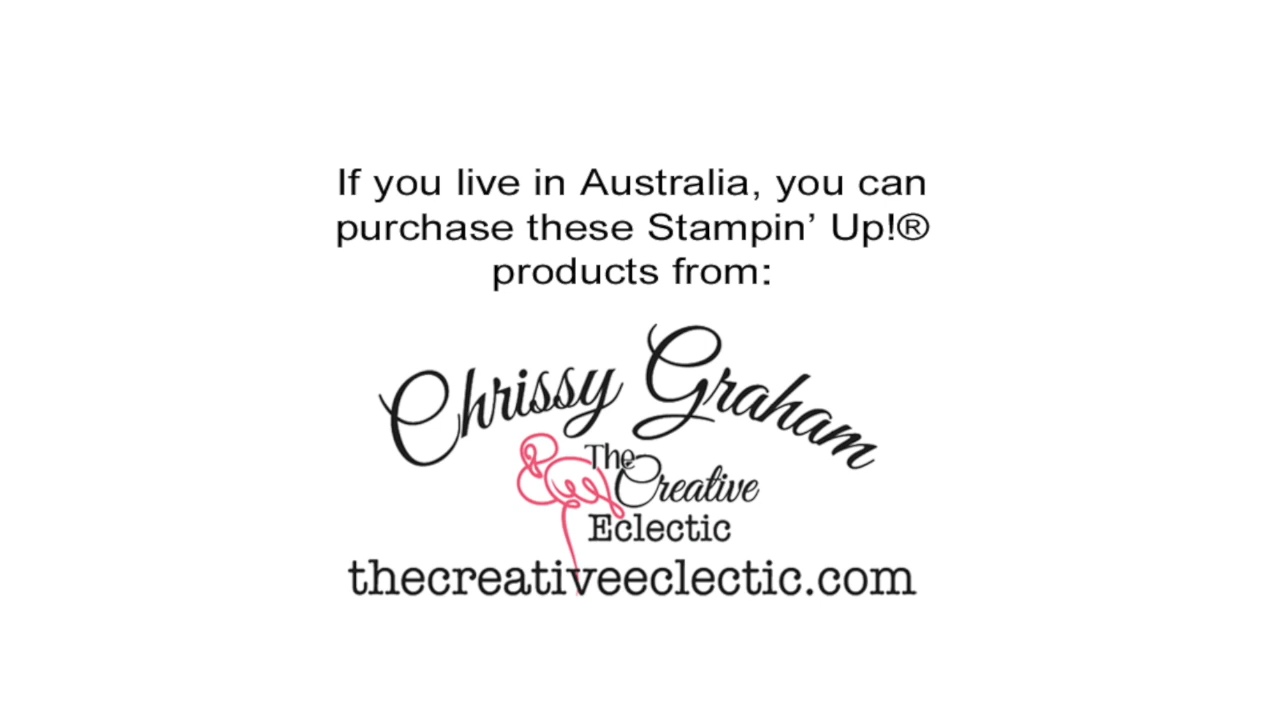 If you live in Australia, you can
purchase these Stampin’ Up!®
products from:
Chrissy Graham
The
Creative
Eclectic
thecreativeeclectic.com